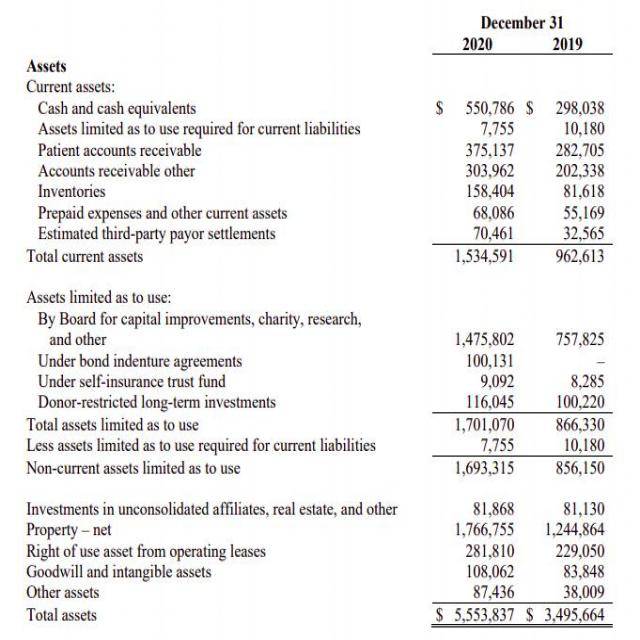 December 31
2020 2019
Assets
Current assets:
Cash and cash equivalents $ 550,786 $ 298,038
Assets limited as to use required for current liabilities 7,755 10,180
Patient accounts receivable 375,137 282,705
Accounts receivable other 303,962 202,338
Inventories 158,404 81,618
Prepaid expenses and other current assets 68,086 55,169
Estimated third-party payor settlements 70,461 32,565
Total current assets 1,534,591 962,613
Assets limited as to use:
By Board for capital improvements, charity, research,
and other 1,475,802 757,825
Under bond indenture agreements 100,131 –
Under self-insurance trust fund 9,092 8,285
Donor-restricted long-term investments 116,045 100,220
Total assets limited as to use 1,701,070 866,330
Less assets limited as to use required for current liabilities 7,755 10,180
Non-current assets limited as to use 1,693,315 856,150
Investments in unconsolidated affiliates, real estate, and other 81,868 81,130
Property – net 1,766,755 1,244,864
Right of use asset from operating leases 281,810 229,050
Goodwill and intangible assets 108,062 83,848
Other assets 87,436 38,009
Total assets $ 5,553,837 $ 3,495,664